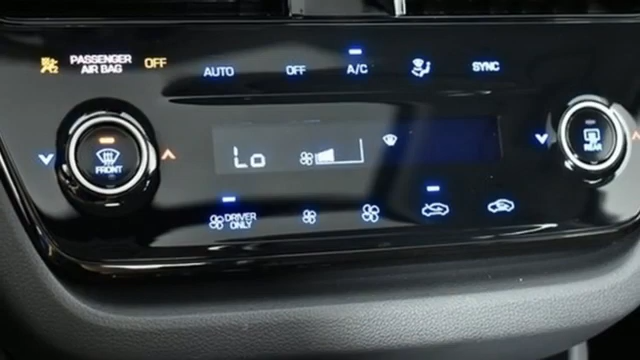 PASSENGER
AIR BAG OFF
AUTO OFF A/C SYNC
Lo
FRONT
REAR
DRIVER
ONLY